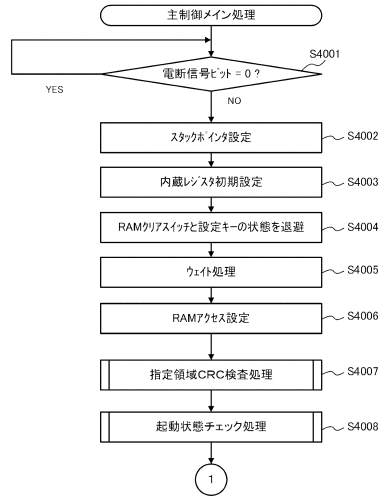 主制御メイン処理
電断信号ビット = 0 ?
S4001
YES
NO
スタックポインタ設定
S4002
内蔵レジスタ初期設定
S4003
RAMクリアスイッチと設定キーの状態を退避
S4004
ウェイト処理
S4005
RAMアクセス設定
S4006
指定領域CRC検査処理
S4007
起動状態チェック処理
S4008
1